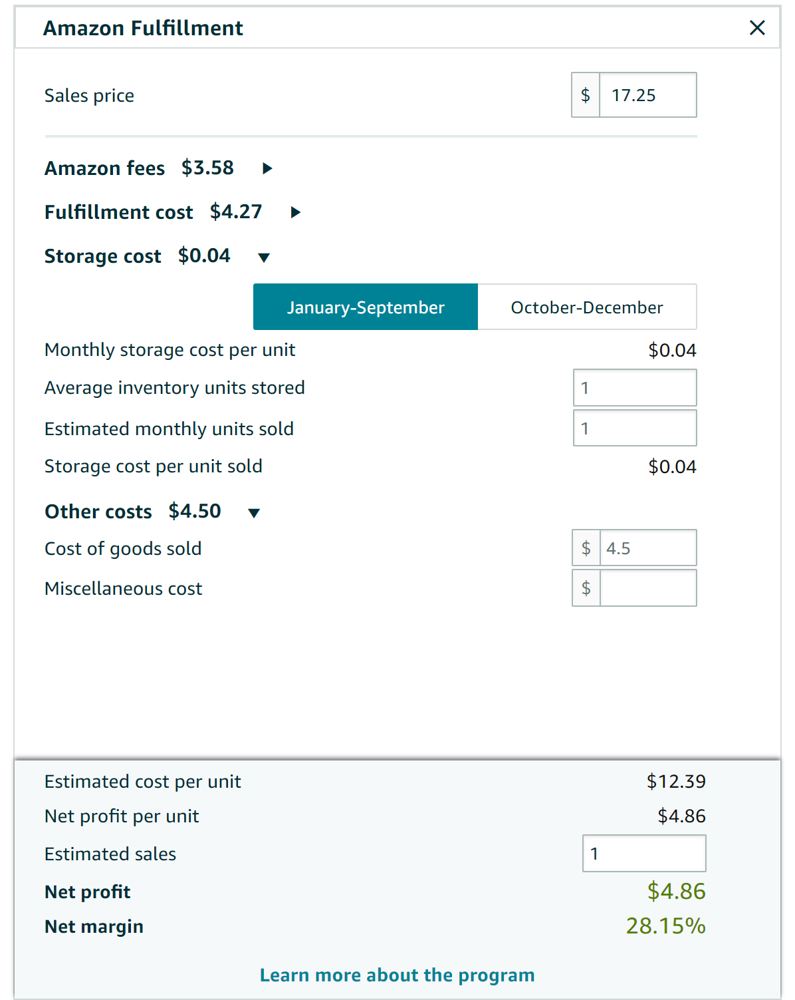 Amazon Fulfillment
Sales price $ 17.25
Amazon fees $3.58
Fulfillment cost $4.27
Storage cost $0.04
January-September October-December
Monthly storage cost per unit $0.04
Average inventory units stored 1
Estimated monthly units sold 1
Storage cost per unit sold $0.04
Other costs $4.50
Cost of goods sold $ 4.5
Miscellaneous cost $
Estimated cost per unit $12.39
Net profit per unit $4.86
Estimated sales 1
Net profit $4.86
Net margin 28.15%
Learn more about the program